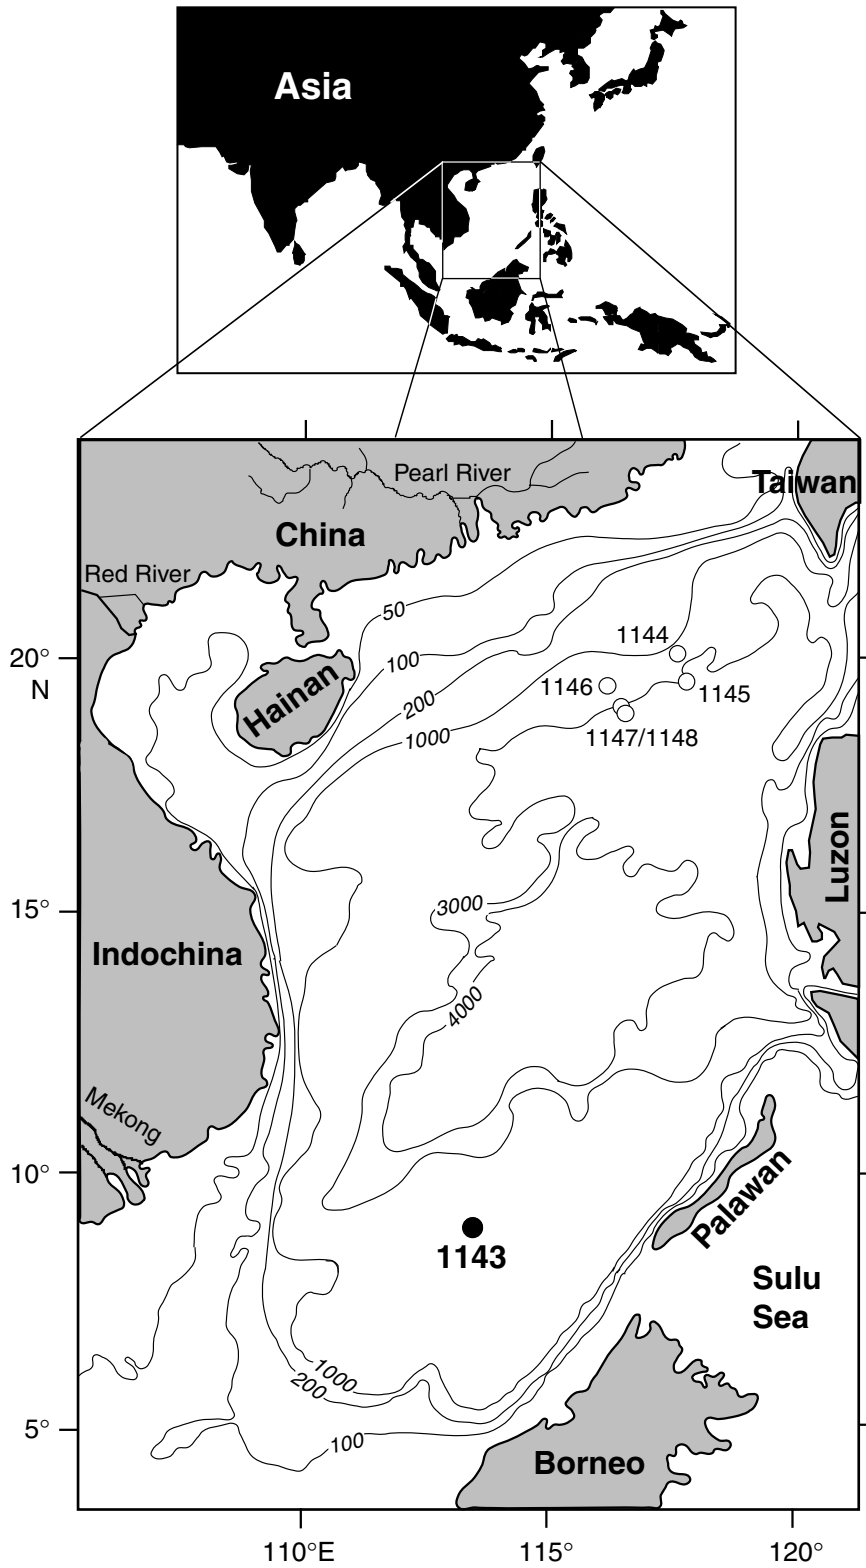 Asia
Pearl River
Taiwan
China
Red River
50
1144
20°
N
100
Hainan
1146
1145
200
1000
1147/1148
Luzon
3000
15°
Indochina
4000
Mekong
10°
Palawan
1143
Sulu
Sea
1000
200
5°
100
Borneo
110°E
115°
120°